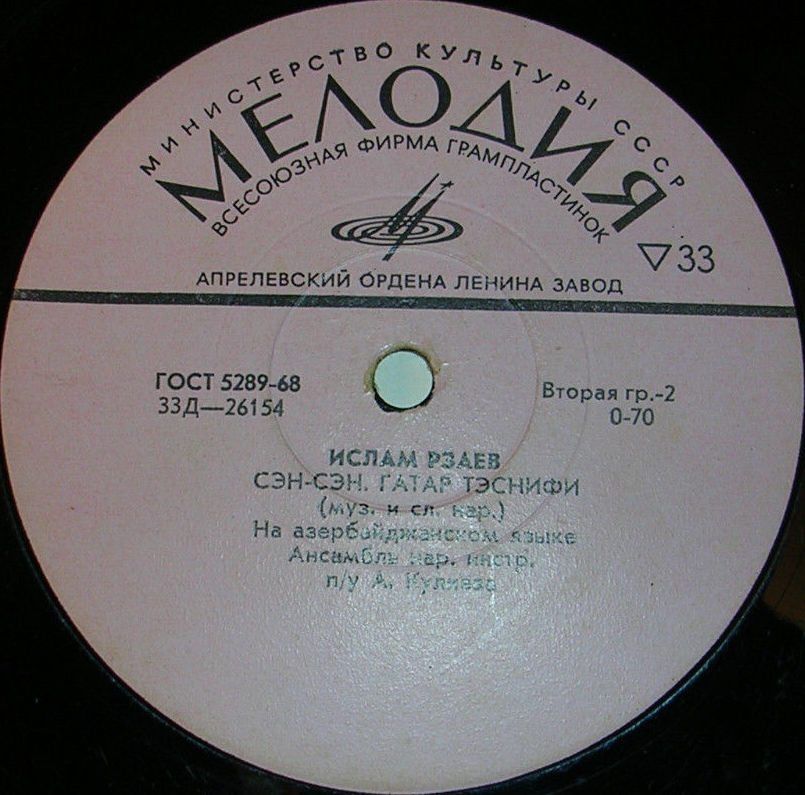 МИНИСТЕРСТВО КУЛЬТУРЫ СССР
МЕЛОДИЯ
ВСЕСОЮЗНАЯ ФИРМА ГРАМПЛАСТИНОК
▽33
АПРЕЛЕВСКИЙ ОРДЕНА ЛЕНИНА ЗАВОД
ГОСТ 5289-68
33Д—26154
Вторая гр.-2
0-70
ИСЛАМ РЗАЕВ
СЭН-СЭН. ГАТАР ТЭСНИФИ
(муз. и сл. нар.)
На азербайджанском языке
Ансамбль нар. инстр.
п/у А. Кулиева